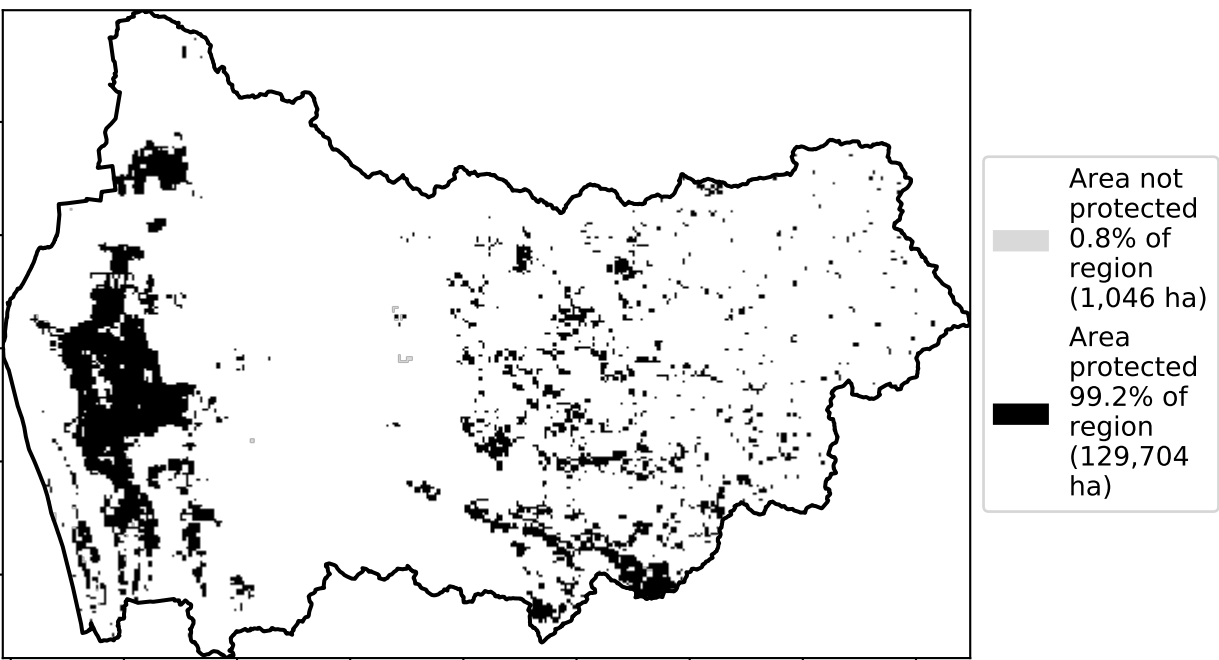 Area not
protected
0.8% of
region
(1,046 ha)
Area
protected
99.2% of
region
(129,704
ha)